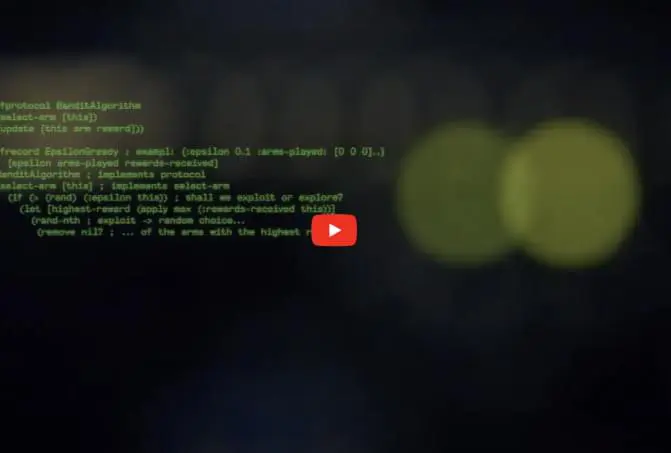 fprotocol BanditAlgorithm
select-arm [this])
(update [this arm reward]))
frecord EpsilonGreedy ; exampl: {:epsilon 0.1 :arms-played: [0 0 0]..}
[epsilon arms-played rewards-received]
BanditAlgorithm ; implements protocol
select-arm [this] ; implements select-arm
(if (> (rand) (:epsilon this)) ; shall we exploit or explore?
(let [highest-reward (apply max (:rewards-received this))]
(rand-nth ; exploit -> random choice...
(remove nil? ; ... of the arms with the highest